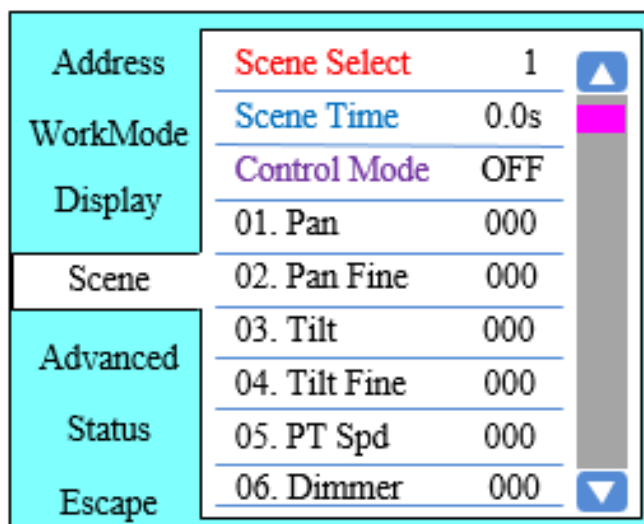 Address
WorkMode
Display
Scene
Advanced
Status
Escape
Scene Select 1
Scene Time 0.0s
Control Mode OFF
01. Pan 000
02. Pan Fine 000
03. Tilt 000
04. Tilt Fine 000
05. PT Spd 000
06. Dimmer 000